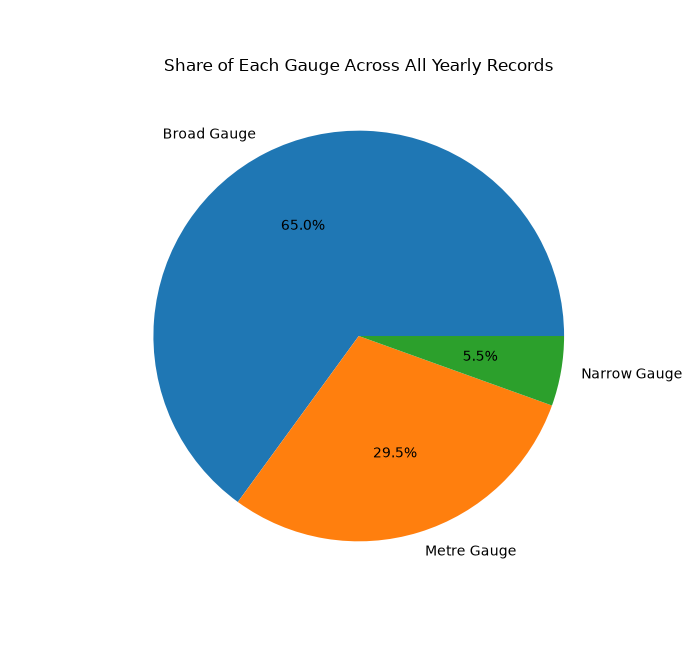 Share of Each Gauge Across All Yearly Records
Broad Gauge
65.0%
5.5%
Narrow Gauge
29.5%
Metre Gauge